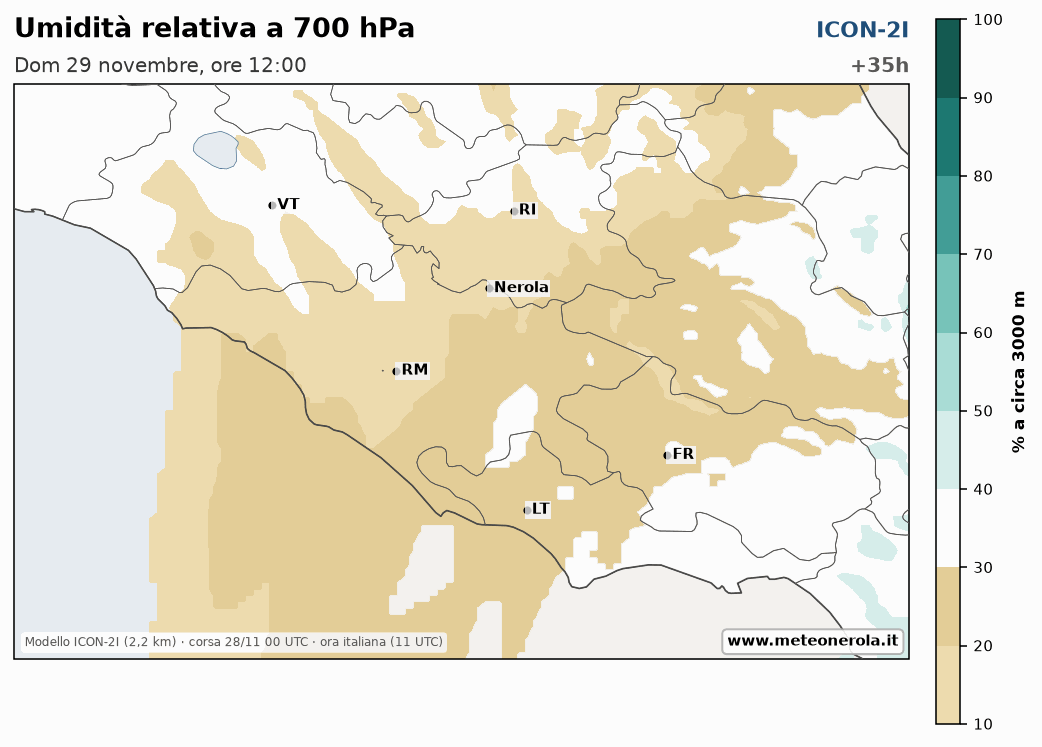 Umidità relativa a 700 hPa
ICON-2I
Dom 29 novembre, ore 12:00
+35h
100
90
80
70
60
50
40
30
20
10
% a circa 3000 m
VT
RI
Nerola
RM
FR
LT
Modello ICON-2I (2,2 km) · corsa 28/11 00 UTC · ora italiana (11 UTC)
www.meteonerola.it